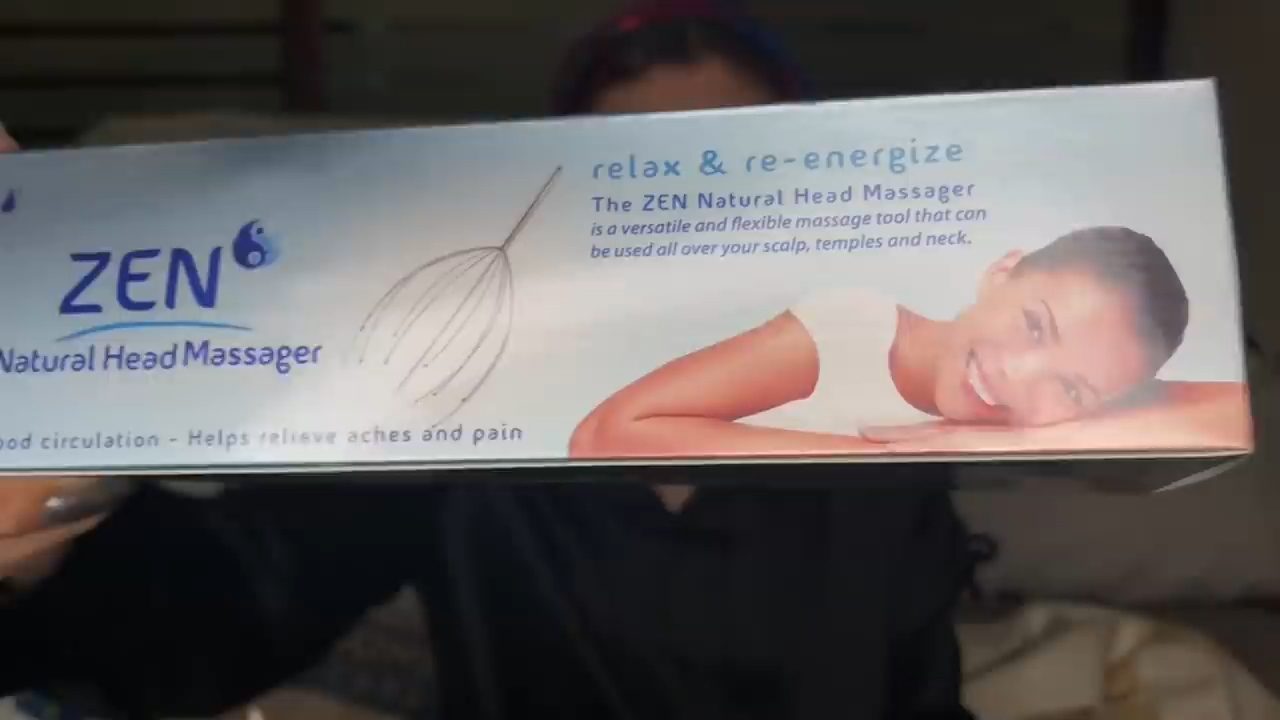 ZEN
Natural Head Massager
circulation - Helps relieve aches and pain
relax & re-energize
The ZEN Natural Head Massager
is a versatile and flexible massage tool that can
be used all over your scalp, temples and neck.